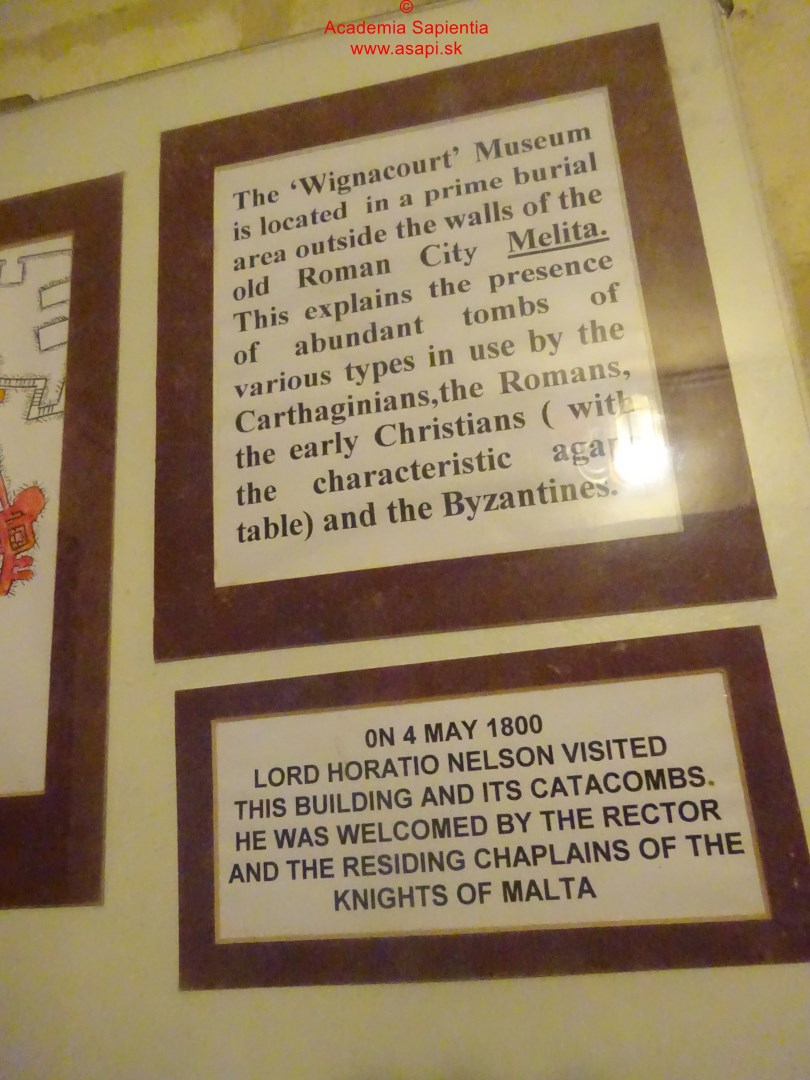 ©
Academia Sapientia
www.asapi.sk
The ‘Wignacourt’ Museum
is located in a prime burial
area outside the walls of the
old Roman City Melita.
This explains the presence
of abundant tombs of
various types in use by the
Carthaginians,the Romans,
the early Christians ( with
the characteristic
table) and the Byzantines.
0N 4 MAY 1800
LORD HORATIO NELSON VISITED
THIS BUILDING AND ITS CATACOMBS.
HE WAS WELCOMED BY THE RECTOR
AND THE RESIDING CHAPLAINS OF THE
KNIGHTS OF MALTA